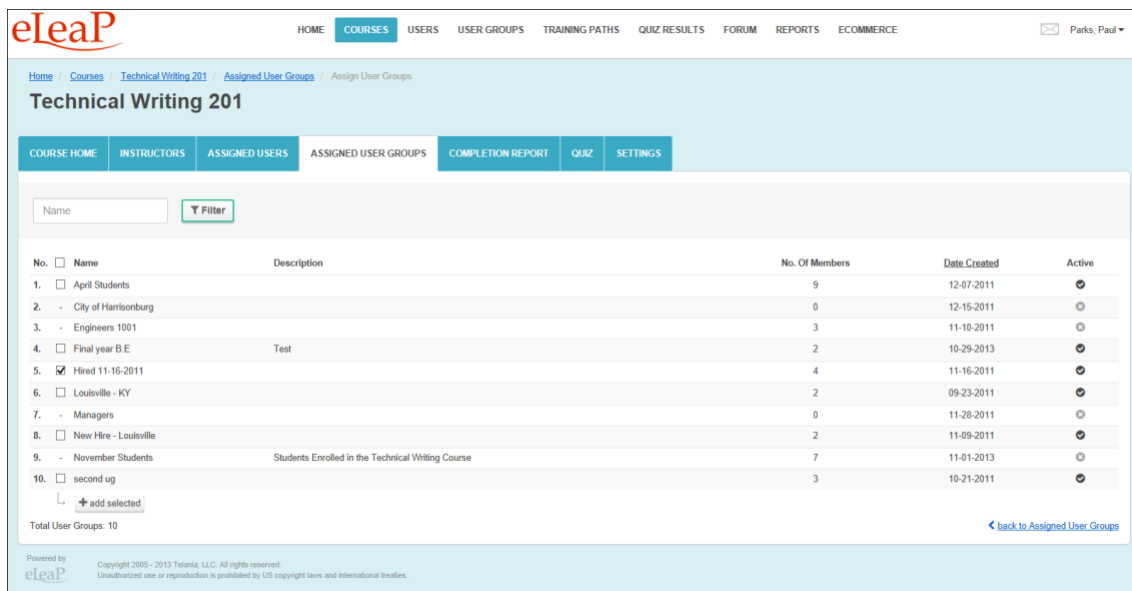 eLeaP
HOME COURSES USERS USER GROUPS TRAINING PATHS QUIZ RESULTS FORUM REPORTS ECOMMERCE Parks, Paul
Home / Courses / Technical Writing 201 / Assigned User Groups / Assign User Groups
Technical Writing 201
COURSE HOME INSTRUCTORS ASSIGNED USERS ASSIGNED USER GROUPS COMPLETION REPORT QUIZ SETTINGS
Name Filter
No. Name Description No. Of Members Date Created Active
1. April Students 9 12-07-2011
2. - City of Harrisonburg 0 12-15-2011
3. - Engineers 1001 3 11-10-2011
4. Final year B.E Test 2 10-29-2013
5. Hired 11-16-2011 4 11-16-2011
6. Louisville - KY 2 09-23-2011
7. - Managers 0 11-28-2011
8. New Hire - Louisville 2 11-09-2011
9. - November Students Students Enrolled in the Technical Writing Course 7 11-01-2013
10. second ug 3 10-21-2011
+ add selected
Total User Groups: 10 back to Assigned User Groups
Powered by
eLeaP
Copyright 2005 - 2013 Telania, LLC. All rights reserved.
Unauthorized use or reproduction is prohibited by US copyright laws and international treaties.